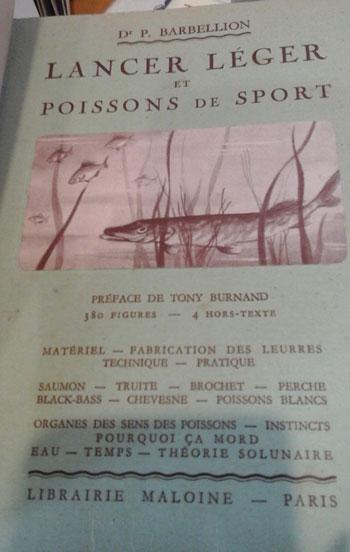 Dr P. BARBELLION
LANCER LÉGER
ET
POISSONS DE SPORT
PRÉFACE DE TONY BURNAND
380 FIGURES — 4 HORS-TEXTE
MATÉRIEL — FABRICATION DES LEURRES
TECHNIQUE — PRATIQUE
SAUMON — TRUITE — BROCHET — PERCHE
BLACK-BASS — CHEVESNE — POISSONS BLANCS
ORGANES DES SENS DES POISSONS — INSTINCTS
POURQUOI ÇA MORD
EAU — TEMPS — THÉORIE SOLUNAIRE
LIBRAIRIE MALOINE — PARIS